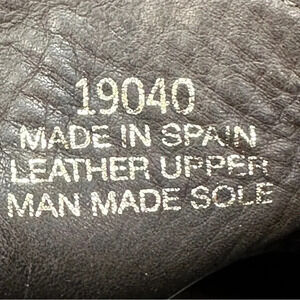 19040
MADE IN SPAIN
LEATHER UPPER
MAN MADE SOLE